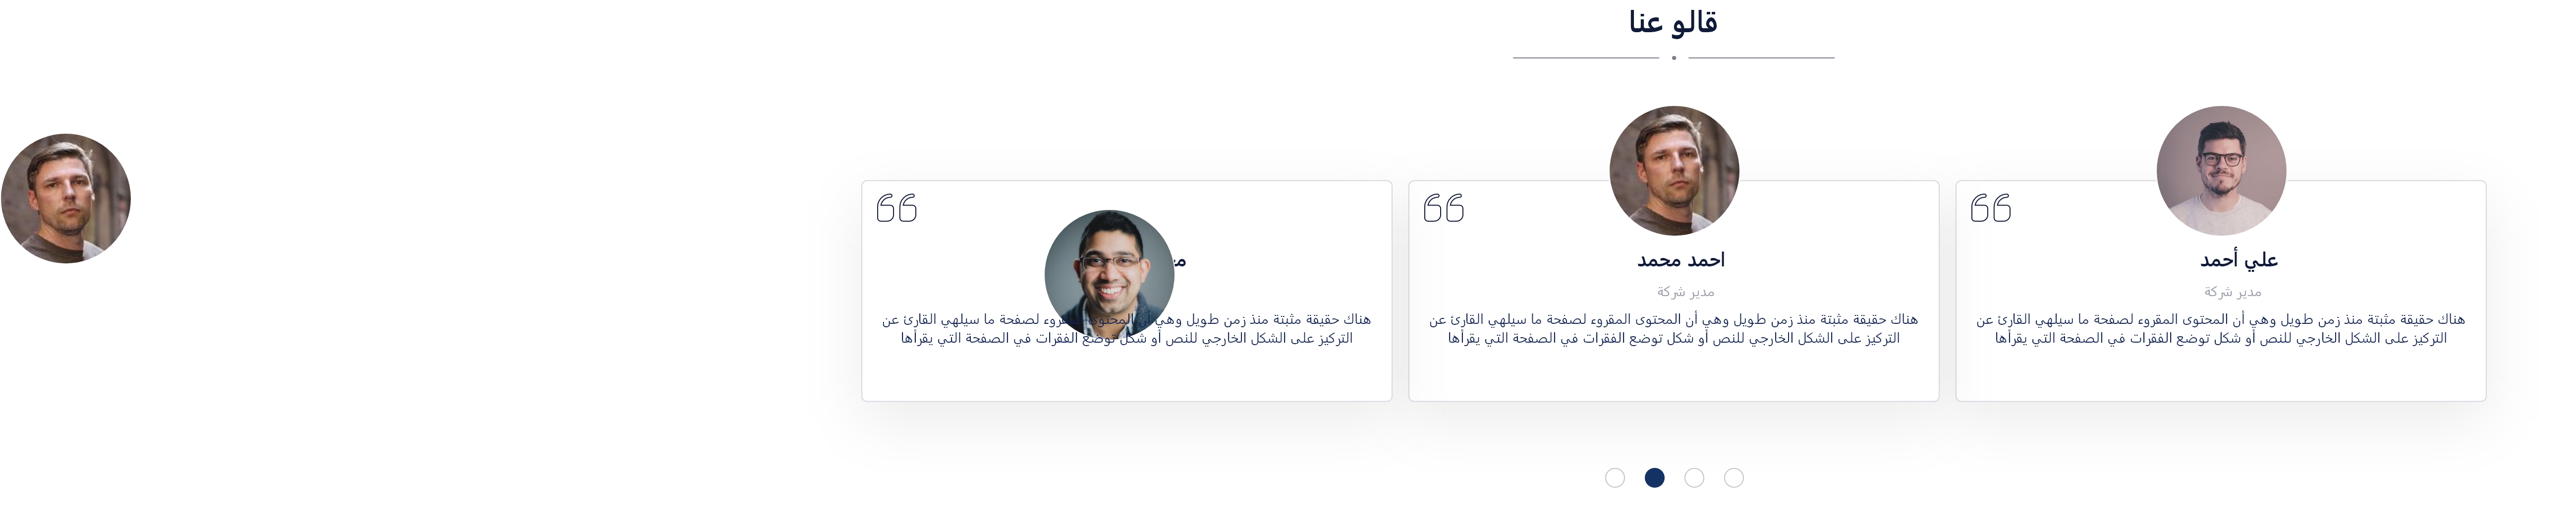 قالو عنا
علي أحمد
مدير شركة
هناك حقيقة مثبتة منذ زمن طويل وهي أن المحتوى المقروء لصفحة ما سيلهي القارئ عن
التركيز على الشكل الخارجي للنص أو شكل توضع الفقرات في الصفحة التي يقرأها
احمد محمد
مدير شركة
هناك حقيقة مثبتة منذ زمن طويل وهي أن المحتوى المقروء لصفحة ما سيلهي القارئ عن
التركيز على الشكل الخارجي للنص أو شكل توضع الفقرات في الصفحة التي يقرأها
هناك حقيقة مثبتة منذ زمن طويل وهي أن المحتوى المقروء لصفحة ما سيلهي القارئ عن
التركيز على الشكل الخارجي للنص أو شكل توضع الفقرات في الصفحة التي يقرأها